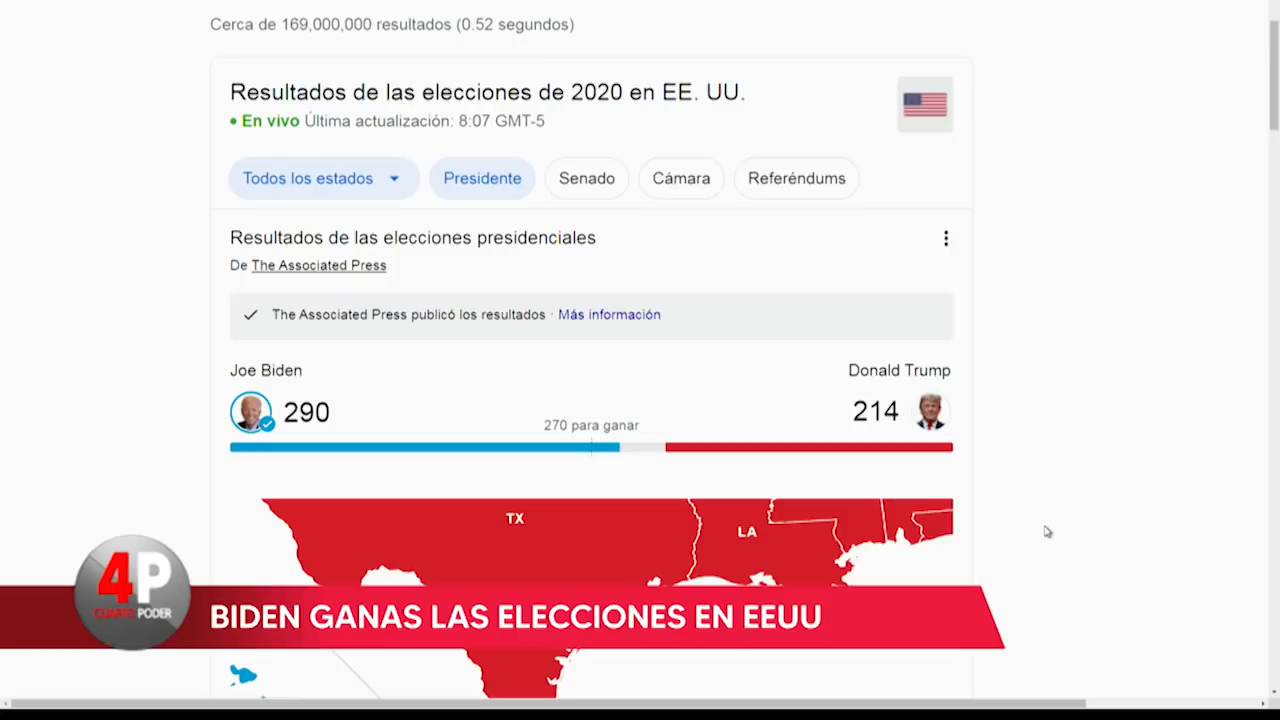 Cerca de 169,000,000 resultados (0.52 segundos)
Resultados de las elecciones de 2020 en EE. UU.
En vivo Última actualización: 8:07 GMT-5
Todos los estados
Presidente
Senado
Cámara
Referéndums
Resultados de las elecciones presidenciales
De The Associated Press
The Associated Press publicó los resultados · Más información
Joe Biden
Donald Trump
290
214
270 para ganar
TX
LA
4P
CUARTO PODER
BIDEN GANAS LAS ELECCIONES EN EEUU